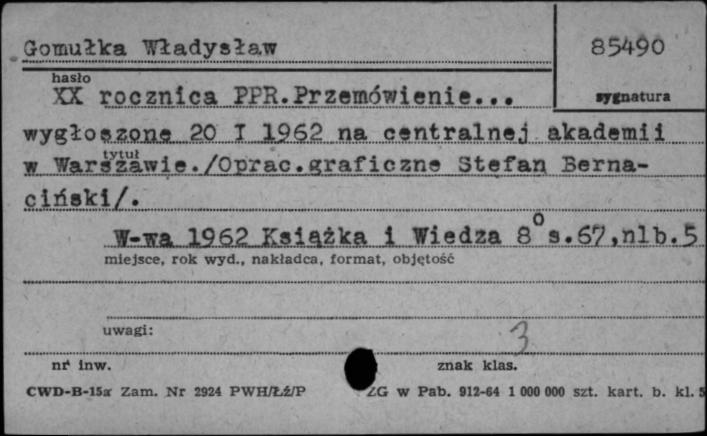 Gomułka Władysław
85490
hasło
sygnatura
XX rocznica PPR.Przemówienie...
wygłoszone 20 I 1962 na centralnej akademii
tytuł
w Warszawie./Oprac.graficzne Stefan Berna-
ciński/.
W-wa 1962 Książka i Wiedza 8° s.67,nlb.5
miejsce, rok wyd., nakładca, format, objętość
uwagi:
3
nr inw.
znak klas.
CWD-B-15a Zam. Nr 2924 PWH/Łź/P ZG w Pab. 912-64 1 000 000 szt. kart. b. kl. 5